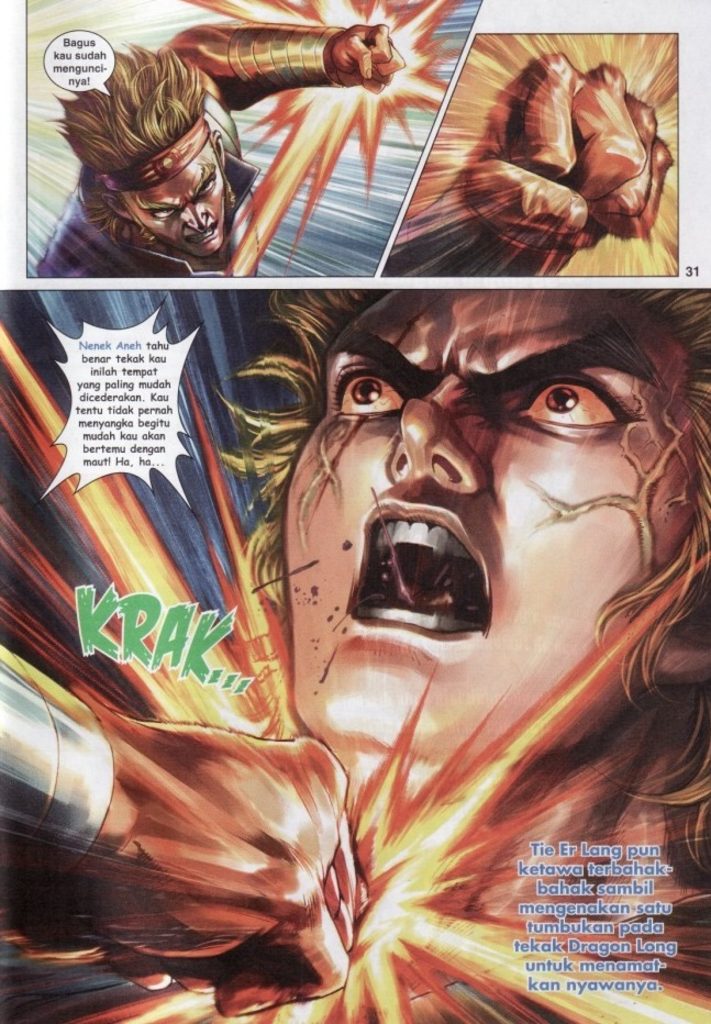 Bagus
kau sudah
mengunci-
nya!
31
Nenek Aneh tahu
benar tekak kau
inilah tempat
yang paling mudah
dicederakan. Kau
tentu tidak pernah
menyangka begitu
mudah kau akan
bertemu dengan
maut! Ha, ha...
KRAK...
Tie Er Lang pun
ketawa terbahak-
bahak sambil
mengenakan satu
tumbukan pada
tekak Dragon Long
untuk menamat-
kan nyawanya.